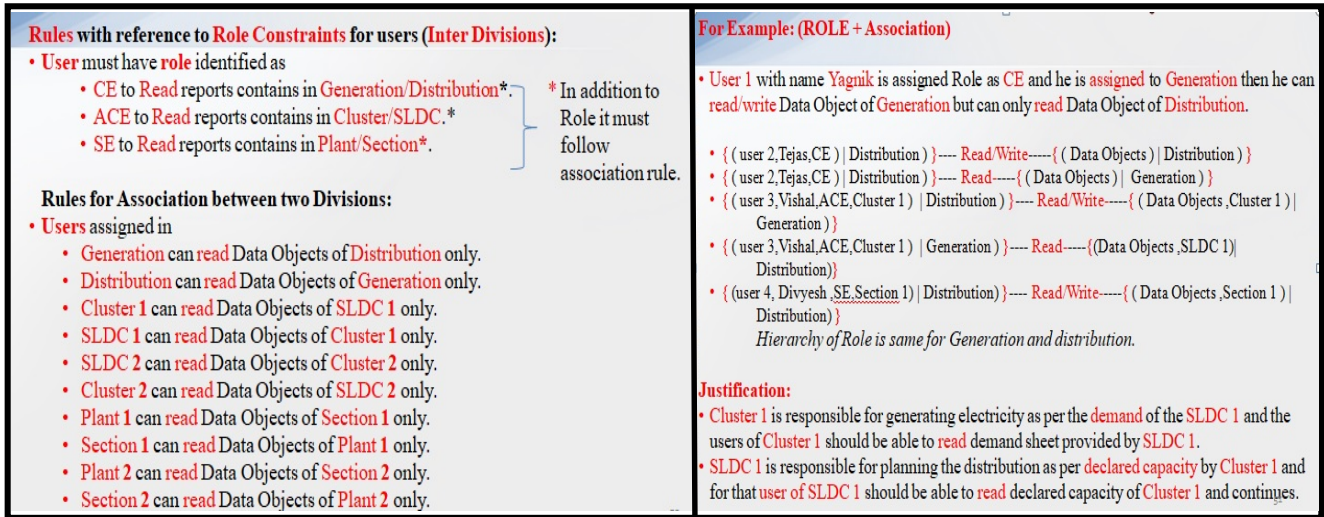 Rules with reference to Role Constraints for users (Inter Divisions):
• User must have role identified as
• CE to Read reports contains in Generation/Distribution*.
• ACE to Read reports contains in Cluster/SLDC.*
• SE to Read reports contains in Plant/Section*.
* In addition to
Role it must
follow
association rule.
Rules for Association between two Divisions:
• Users assigned in
• Generation can read Data Objects of Distribution only.
• Distribution can read Data Objects of Generation only.
• Cluster 1 can read Data Objects of SLDC 1 only.
• SLDC 1 can read Data Objects of Cluster 1 only.
• SLDC 2 can read Data Objects of Cluster 2 only.
• Cluster 2 can read Data Objects of SLDC 2 only.
• Plant 1 can read Data Objects of Section 1 only.
• Section 1 can read Data Objects of Plant 1 only.
• Plant 2 can read Data Objects of Section 2 only.
• Section 2 can read Data Objects of Plant 2 only.
For Example: (ROLE + Association)
• User 1 with name Yagnik is assigned Role as CE and he is assigned to Generation then he can
read/write Data Object of Generation but can only read Data Object of Distribution.
• { ( user 2,Tejas,CE ) | Distribution ) }---- Read/Write-----{ ( Data Objects ) | Distribution ) }
• { ( user 2,Tejas,CE ) | Distribution ) }---- Read-----{ ( Data Objects ) | Generation ) }
• { ( user 3,Vishal,ACE,Cluster 1 ) | Distribution ) }---- Read/Write-----{ ( Data Objects ,Cluster 1 ) |
Generation ) }
• { ( user 3,Vishal,ACE,Cluster 1 ) | Generation ) }---- Read-----{(Data Objects ,SLDC 1)|
Distribution)}
• { (user 4, Divyesh ,SE,Section 1) | Distribution) }---- Read/Write-----{ ( Data Objects ,Section 1 ) |
Distribution) }
Hierarchy of Role is same for Generation and distribution.
Justification:
• Cluster 1 is responsible for generating electricity as per the demand of the SLDC 1 and the
users of Cluster 1 should be able to read demand sheet provided by SLDC 1.
• SLDC 1 is responsible for planning the distribution as per declared capacity by Cluster 1 and
for that user of SLDC 1 should be able to read declared capacity of Cluster 1 and continues.